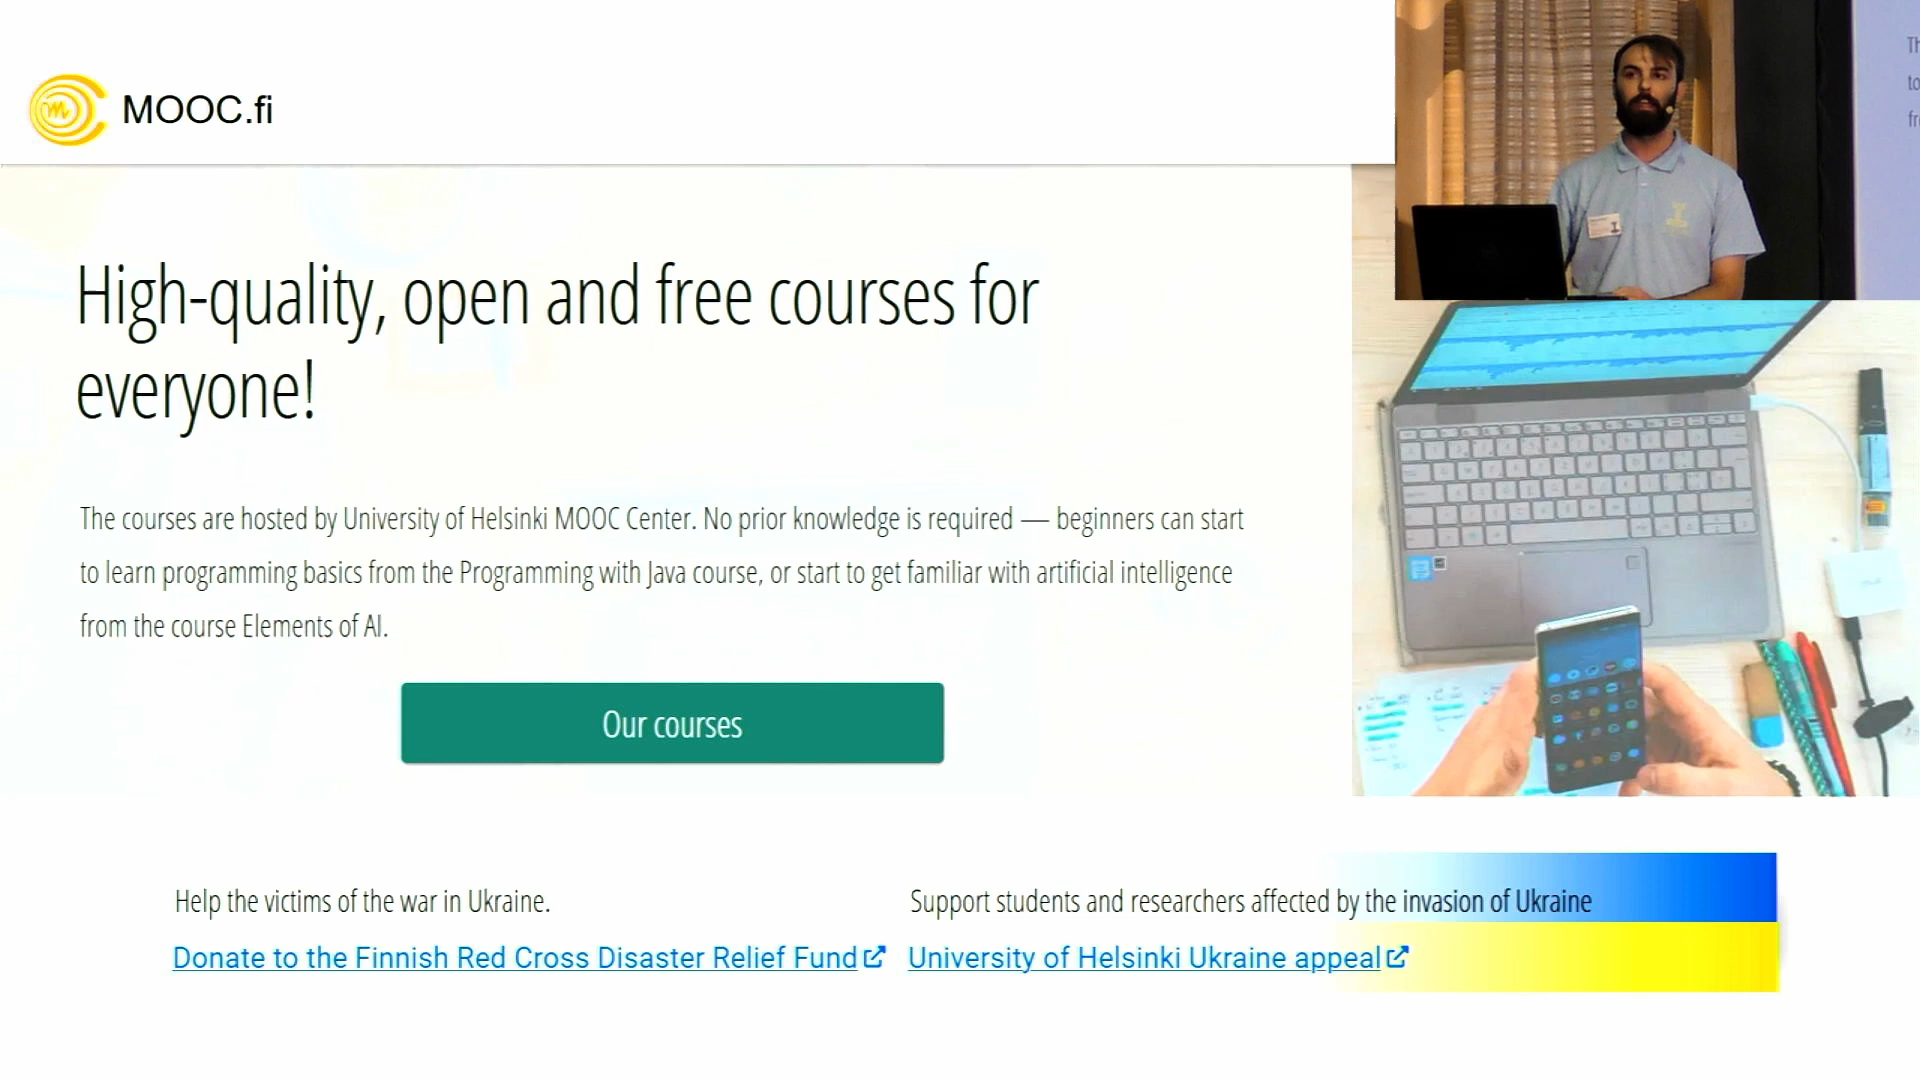 MOOC.fi
High-quality, open and free courses for
everyone!
The courses are hosted by University of Helsinki MOOC Center. No prior knowledge is required — beginners can start
to learn programming basics from the Programming with Java course, or start to get familiar with artificial intelligence
from the course Elements of AI.
Our courses
Help the victims of the war in Ukraine.
Donate to the Finnish Red Cross Disaster Relief Fund
Support students and researchers affected by the invasion of Ukraine
University of Helsinki Ukraine appeal